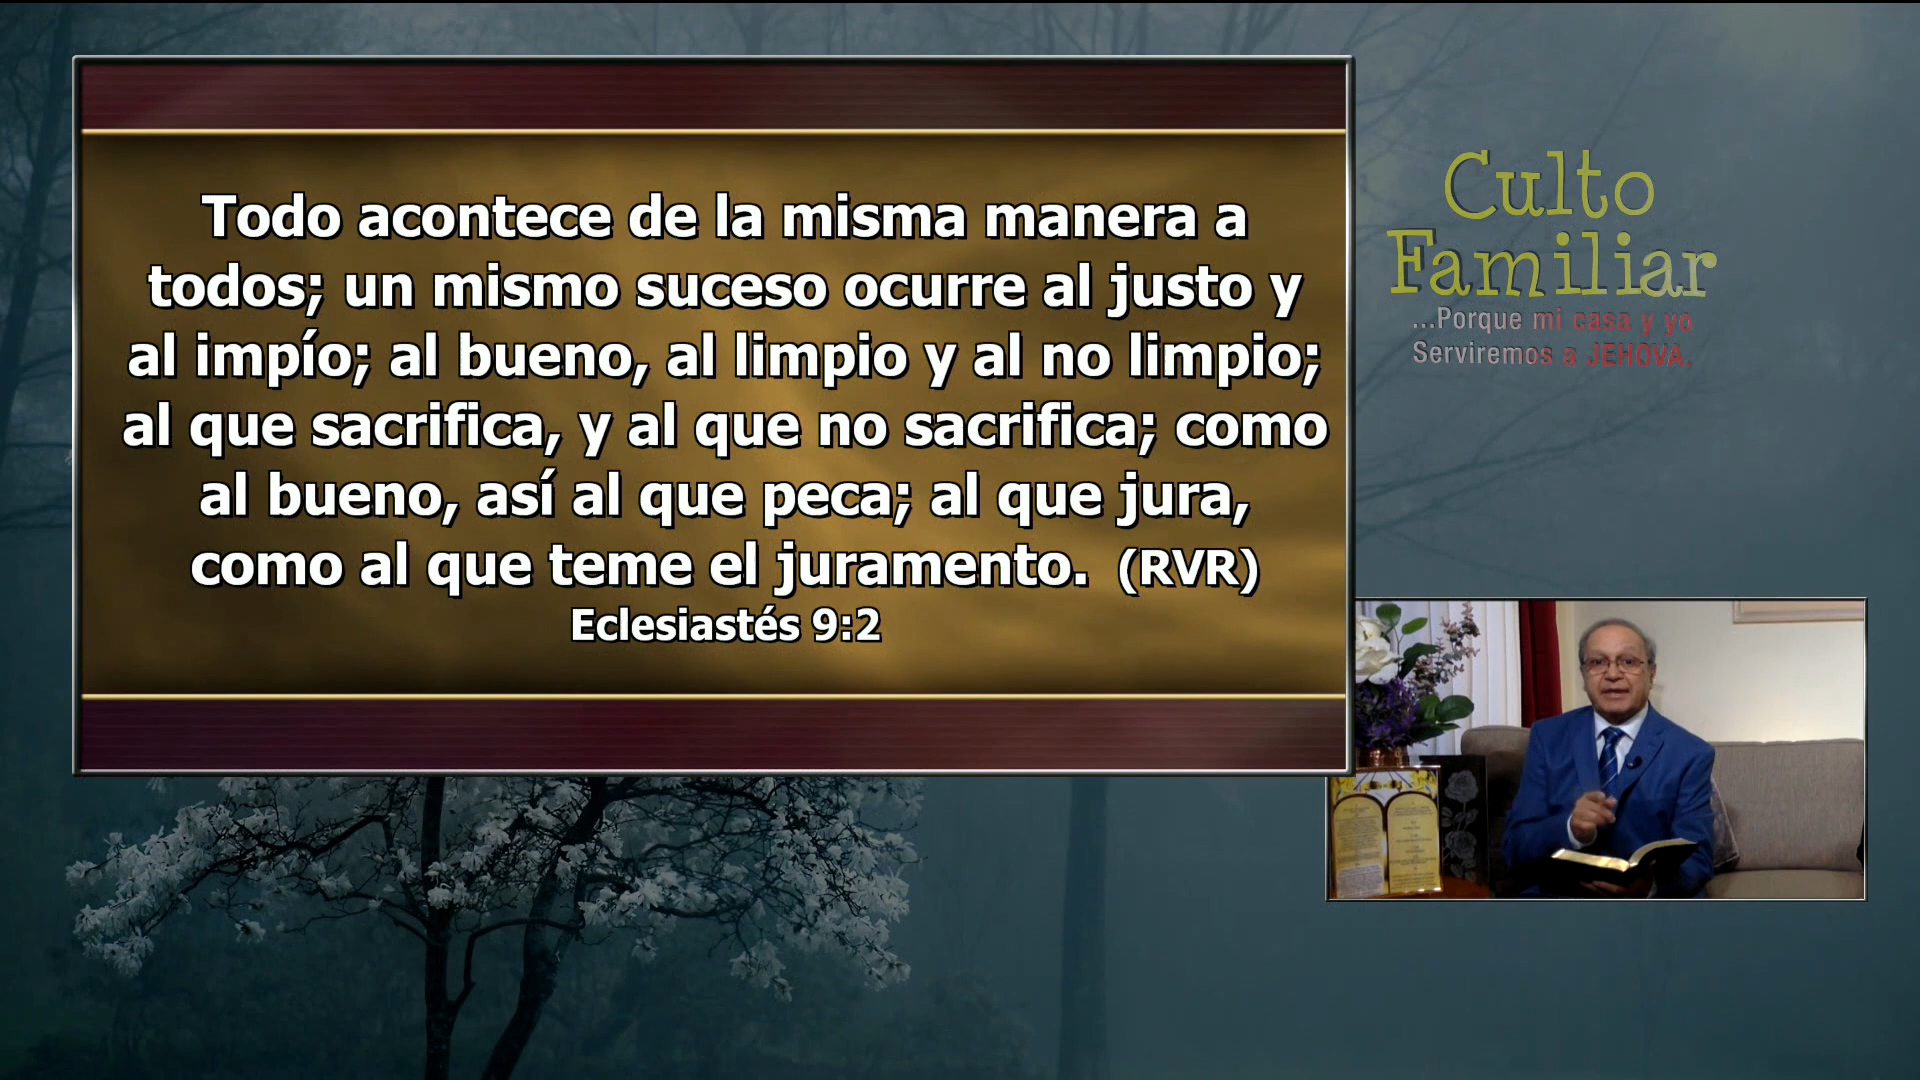 Todo acontece de la misma manera a
todos; un mismo suceso ocurre al justo y
al impío; al bueno, al limpio y al no limpio;
al que sacrifica, y al que no sacrifica; como
al bueno, así al que peca; al que jura,
como al que teme el juramento. (RVR)
Eclesiastés 9:2
Culto
Familiar
...Porque mi casa y yo
Serviremos a JEHOVA.